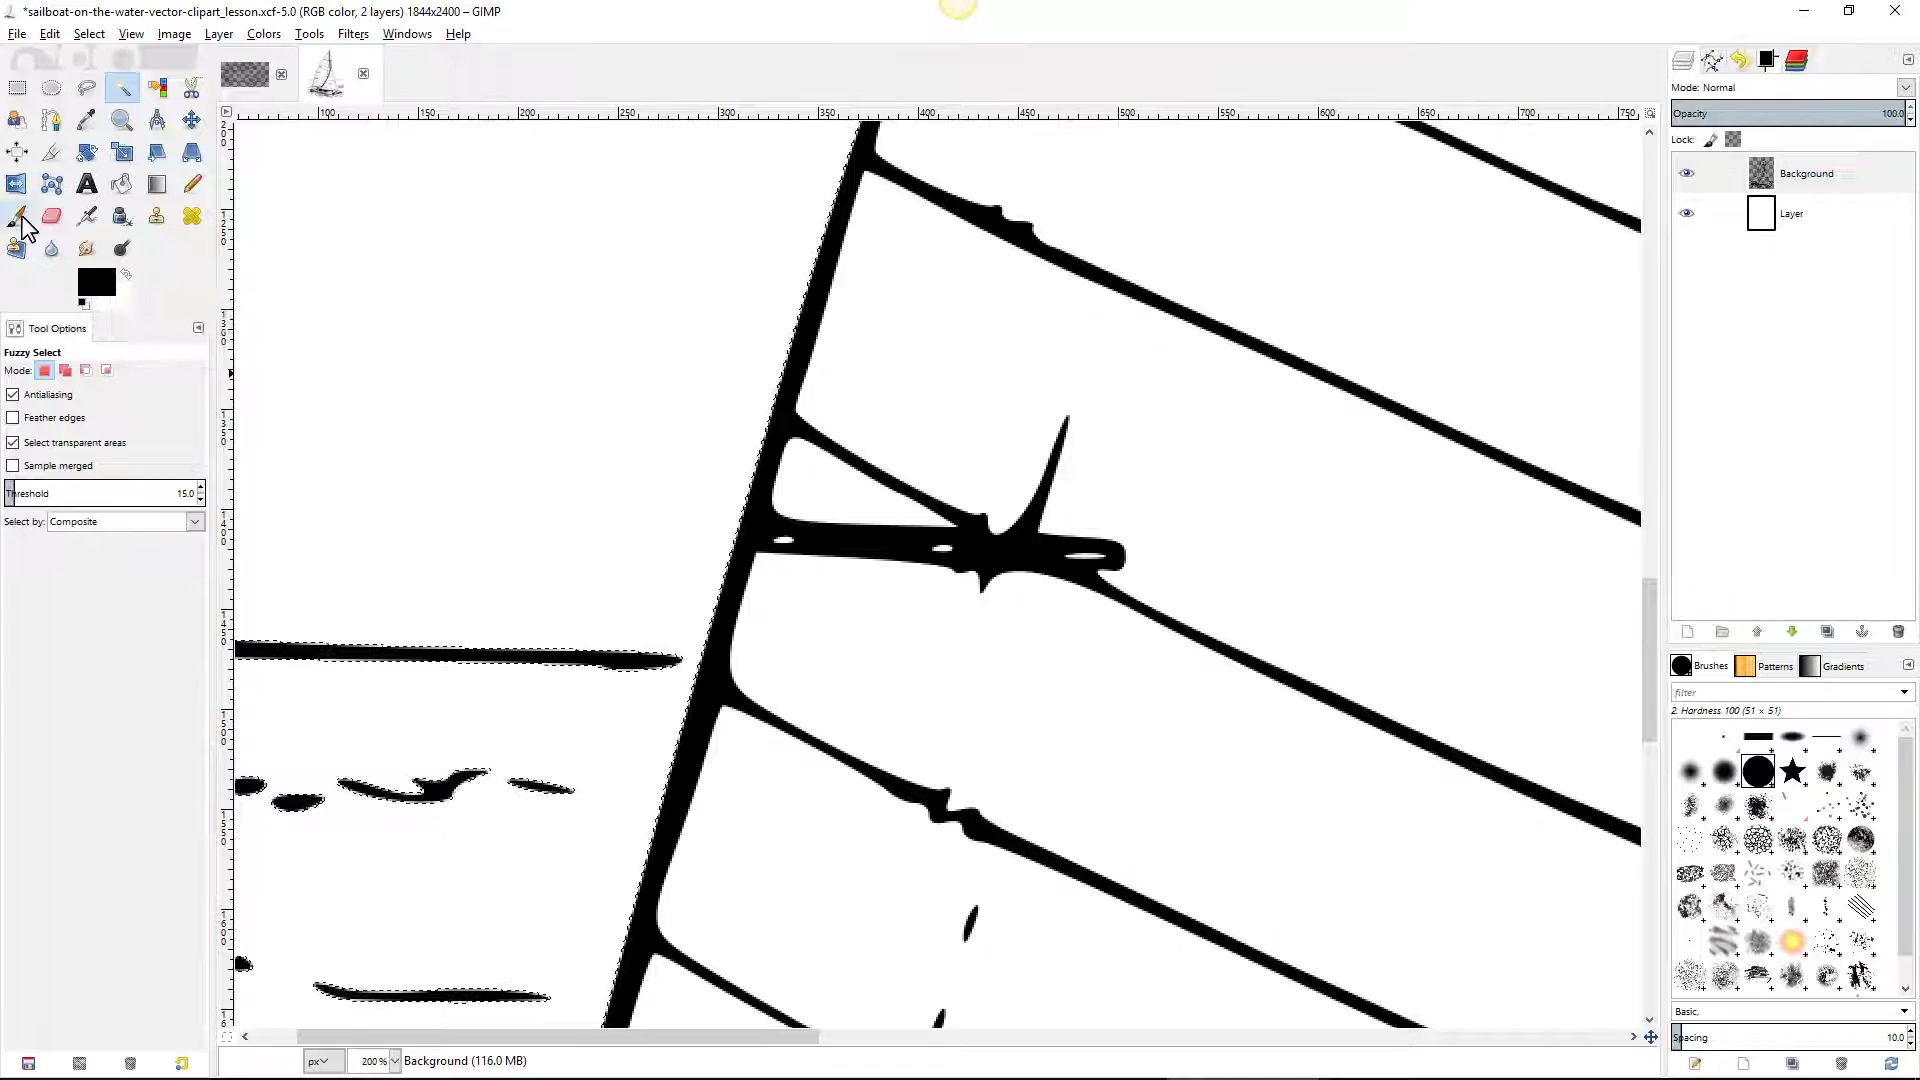 *sailboat-on-the-water-vector-clipart_lesson.xcf-5.0 (RGB color, 2 layers) 1844x2400 – GIMP
File Edit Select View Image Layer Colors Filters Tools Windows Help
Mode: Normal
100 150 200 250 300 350 400 450 500 550 600 650 700 750
Opacity 100.0
Lock:
Background
Layer
Tool Options
Fuzzy Select
Mode:
Antialiasing
Feather edges
Select transparent areas
Sample merged
Threshold 15.0
Select by: Composite
Brushes Patterns Gradients
filter
2. Hardness 100 (51 × 51)
Basic,
Spacing 10.0
px 200 % Background (116.0 MB)